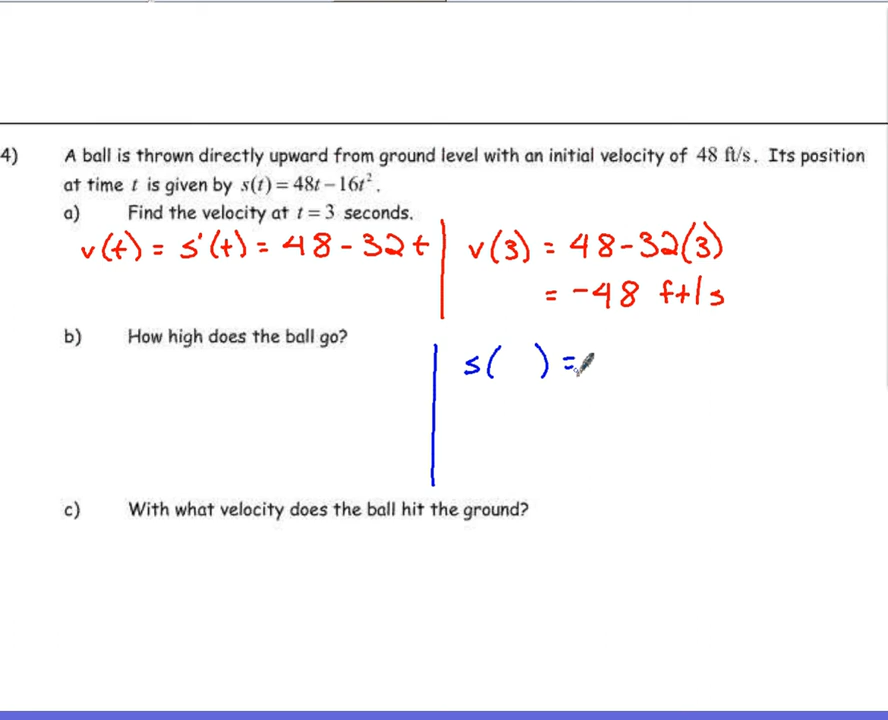 4) A ball is thrown directly upward from ground level with an initial velocity of 48 ft/s. Its position
at time t is given by s(t) = 48t – 16t².
a) Find the velocity at t = 3 seconds.
v(t) = s'(t) = 48 - 32t | v(3) = 48 - 32(3)
= -48 ft/s
b) How high does the ball go?
| s( ) =
c) With what velocity does the ball hit the ground?